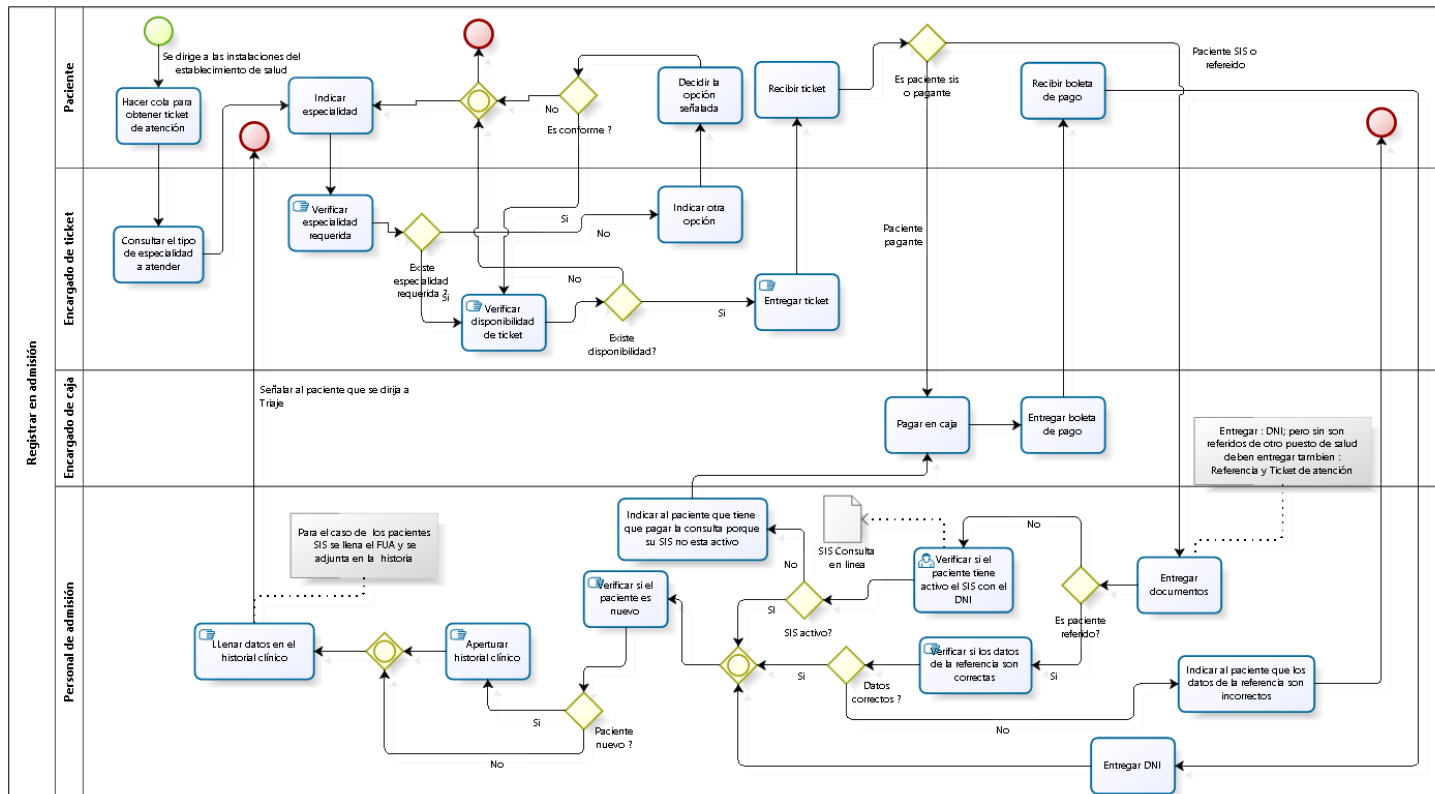 Registrar en admisión
Paciente
Se dirige a las instalaciones del
establecimiento de salud
Hacer cola para
obtener ticket
de atención
Indicar
especialidad
No
Es conforme ?
Decidir la
opción
señalada
Recibir ticket
Es paciente sis
o pagante
Paciente SIS o
refereido
Recibir boleta
de pago
Encargado de ticket
Consultar el tipo
de especialidad
a atender
Verificar
especialidad
requerida
Existe
especialidad
requerida ?
Si
No
Si
Indicar otra
opción
Verificar
disponibilidad
de ticket
No
Existe
disponibilidad?
Si
Entregar ticket
Paciente
pagante
Encargado de caja
Señalar al paciente que se dirija a
Triaje
Pagar en caja
Entregar boleta
de pago
Entregar : DNI; pero sin son
referidos de otro puesto de salud
deben entregar tambien :
Referencia y Ticket de atención
Personal de admisión
Para el caso de los pacientes
SIS se llena el FUA y se
adjunta en la historia
Indicar al paciente que tiene
que pagar la consulta porque
su SIS no esta activo
SIS Consulta
en linea
No
Verificar si el
paciente tiene
activo el SIS con el
DNI
Entregar
documentos
Es paciente
referido?
Si
No
SI
SIS activo?
Verificar si el
paciente es
nuevo
LLenar datos en el
historial clínico
Aperturar
historial clínico
Si
Paciente
nuevo ?
No
Si
Datos
correctos ?
Verificar si los datos
de la referencia son
correctas
No
Indicar al paciente que los
datos de la referencia son
incorrectos
Entregar DNI